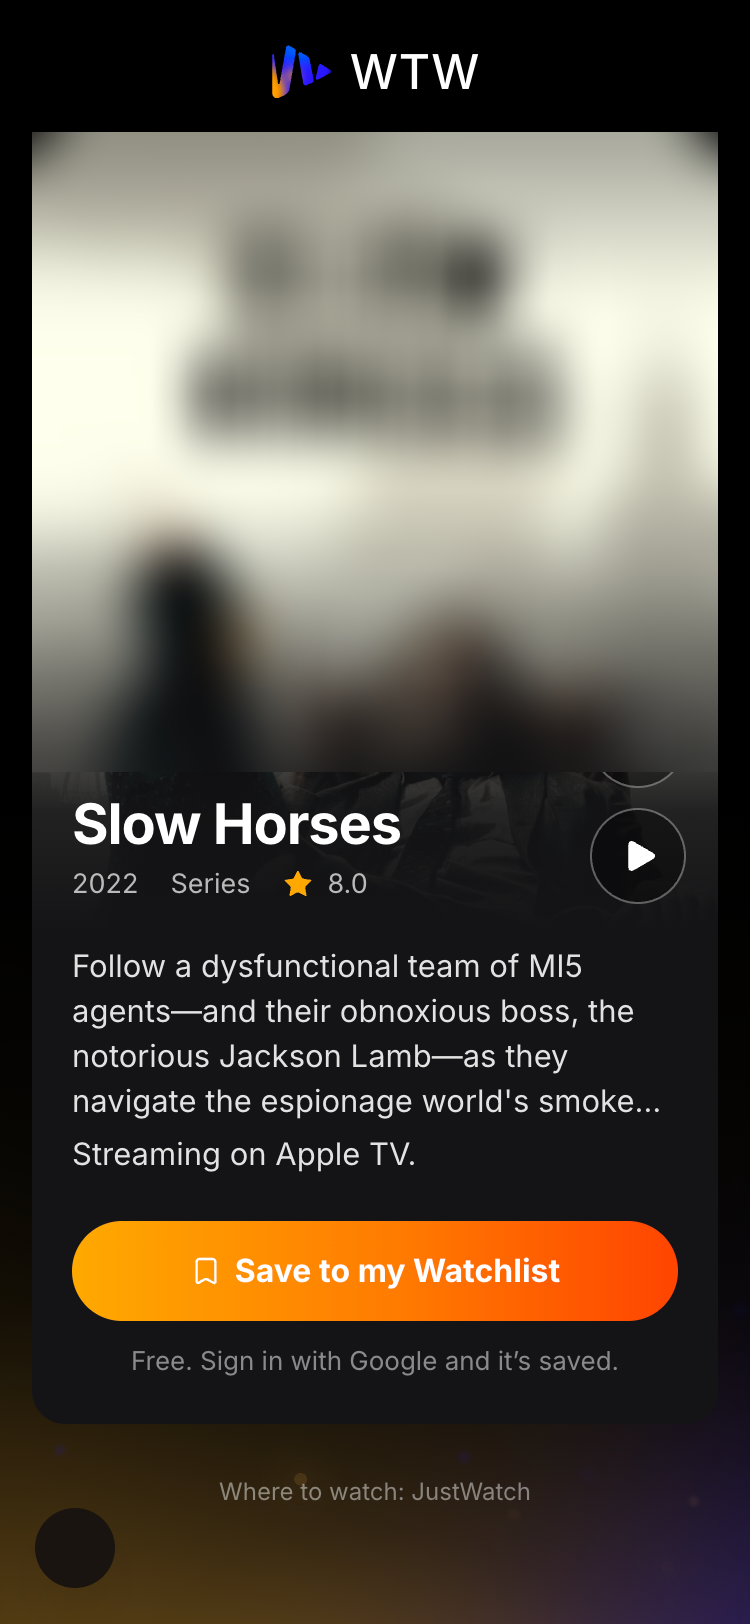 WTW
Slow Horses
2022 Series 8.0
Follow a dysfunctional team of MI5
agents—and their obnoxious boss, the
notorious Jackson Lamb—as they
navigate the espionage world's smoke...
Streaming on Apple TV.
Save to my Watchlist
Free. Sign in with Google and it’s saved.
Where to watch: JustWatch